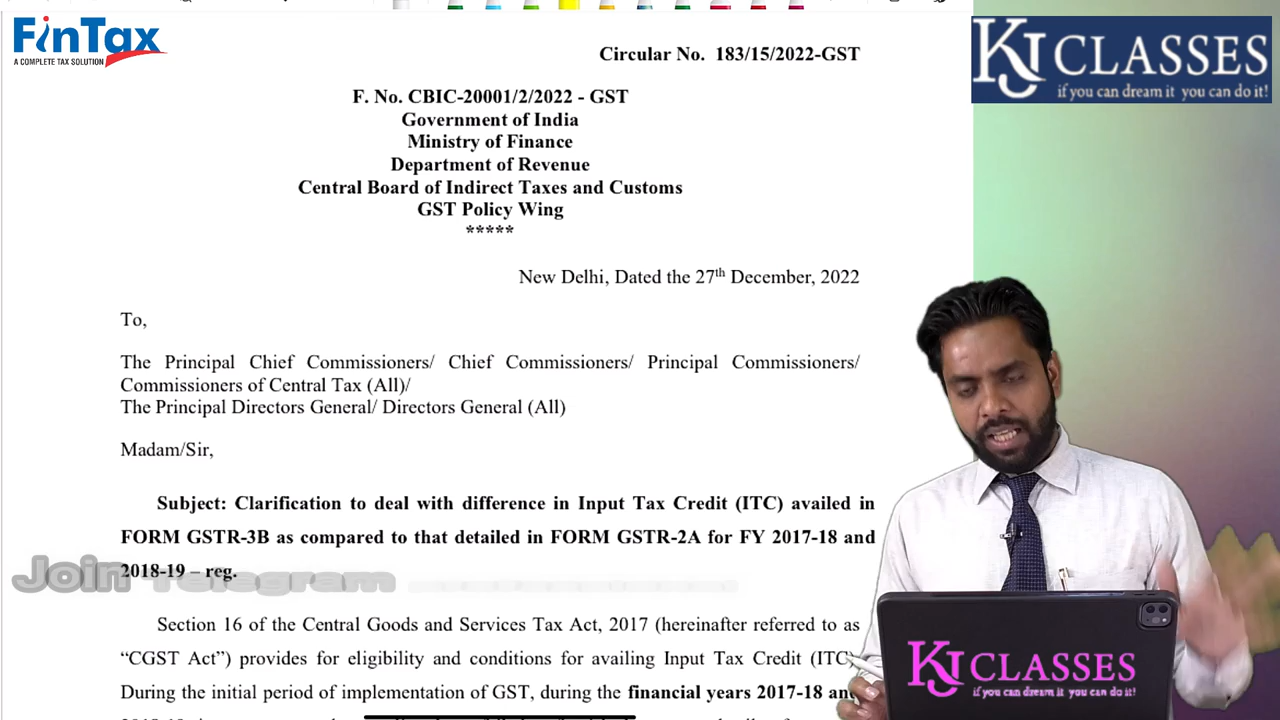 FinTax
A COMPLETE TAX SOLUTION
KJ CLASSES
if you can dream it you can do it!
Circular No. 183/15/2022-GST
F. No. CBIC-20001/2/2022 - GST
Government of India
Ministry of Finance
Department of Revenue
Central Board of Indirect Taxes and Customs
GST Policy Wing
*****
New Delhi, Dated the 27th December, 2022
To,
The Principal Chief Commissioners/ Chief Commissioners/ Principal Commissioners/
Commissioners of Central Tax (All)/
The Principal Directors General/ Directors General (All)
Madam/Sir,
Subject: Clarification to deal with difference in Input Tax Credit (ITC) availed in
FORM GSTR-3B as compared to that detailed in FORM GSTR-2A for FY 2017-18 and
2018-19 – reg.
Join Telegram
Section 16 of the Central Goods and Services Tax Act, 2017 (hereinafter referred to as
“CGST Act”) provides for eligibility and conditions for availing Input Tax Credit (ITC).
During the initial period of implementation of GST, during the financial years 2017-18 and
KJ CLASSES
if you can dream it you can do it!